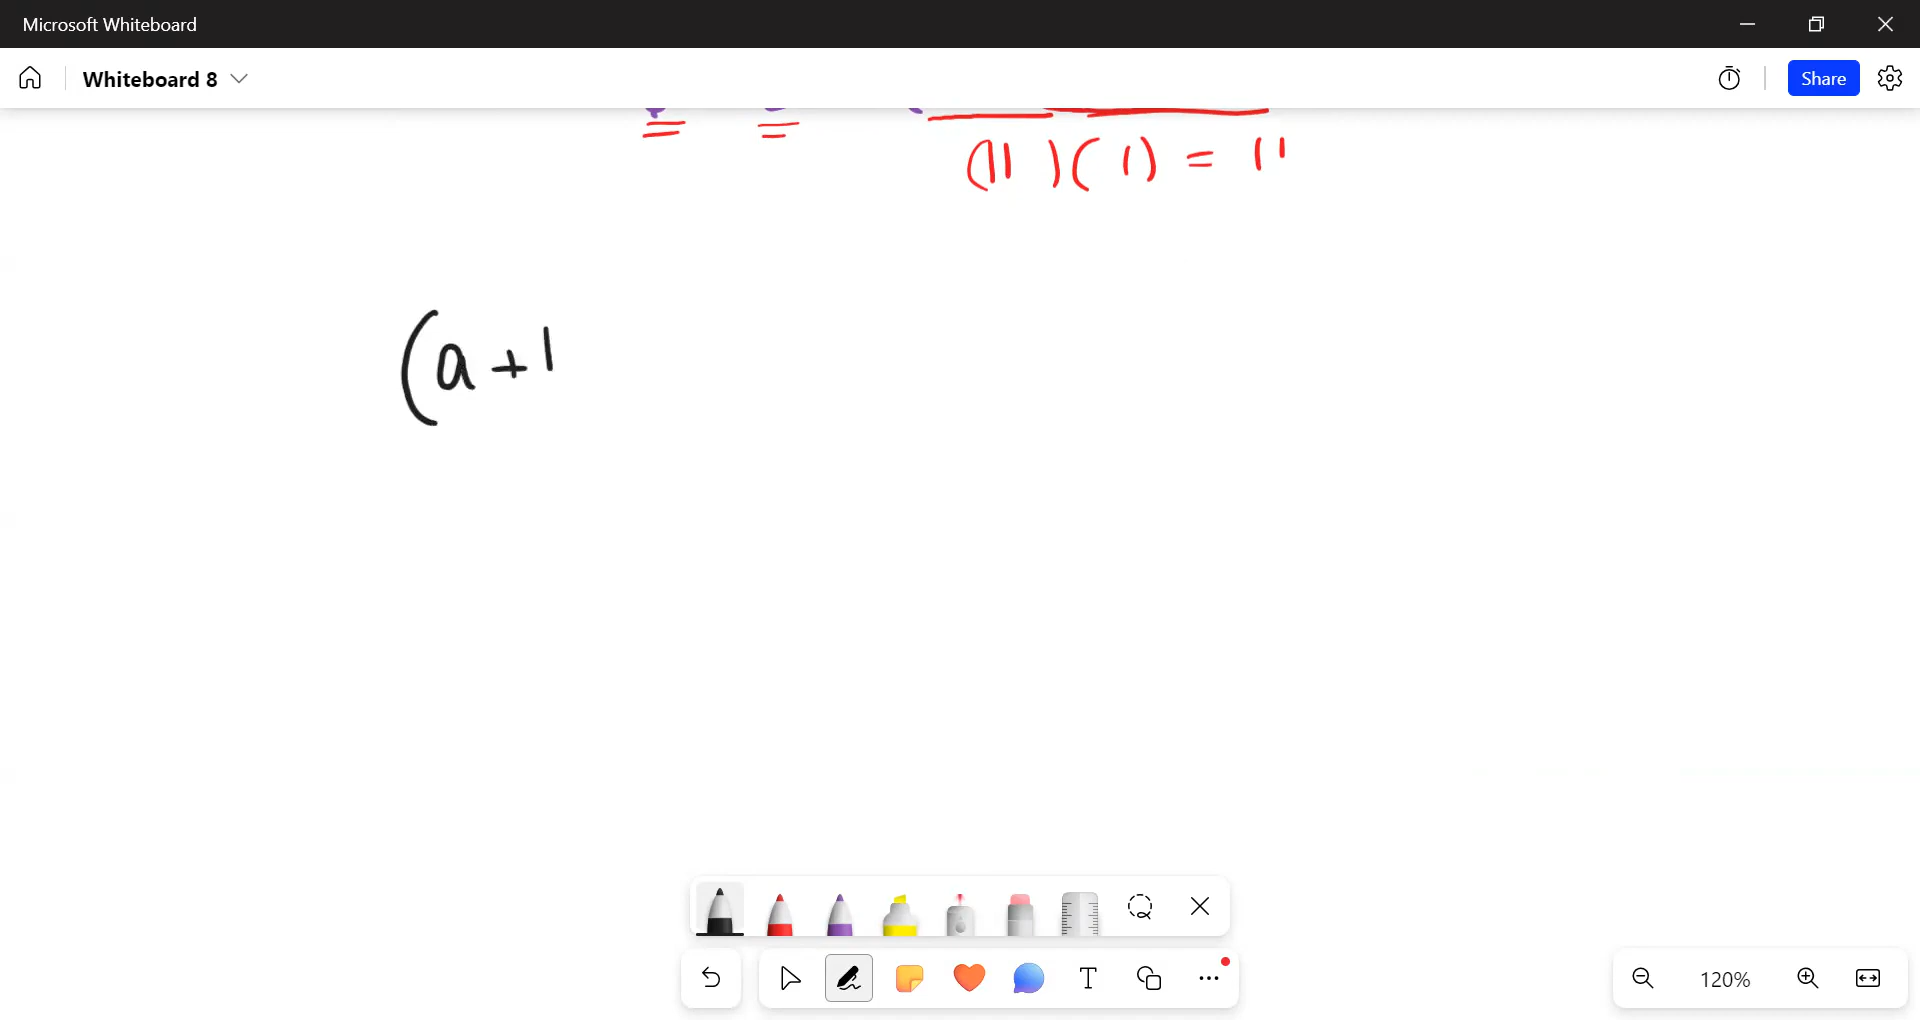 Microsoft Whiteboard
Whiteboard 8
Share
(11)(1) = 11
(a + 1
T
120%